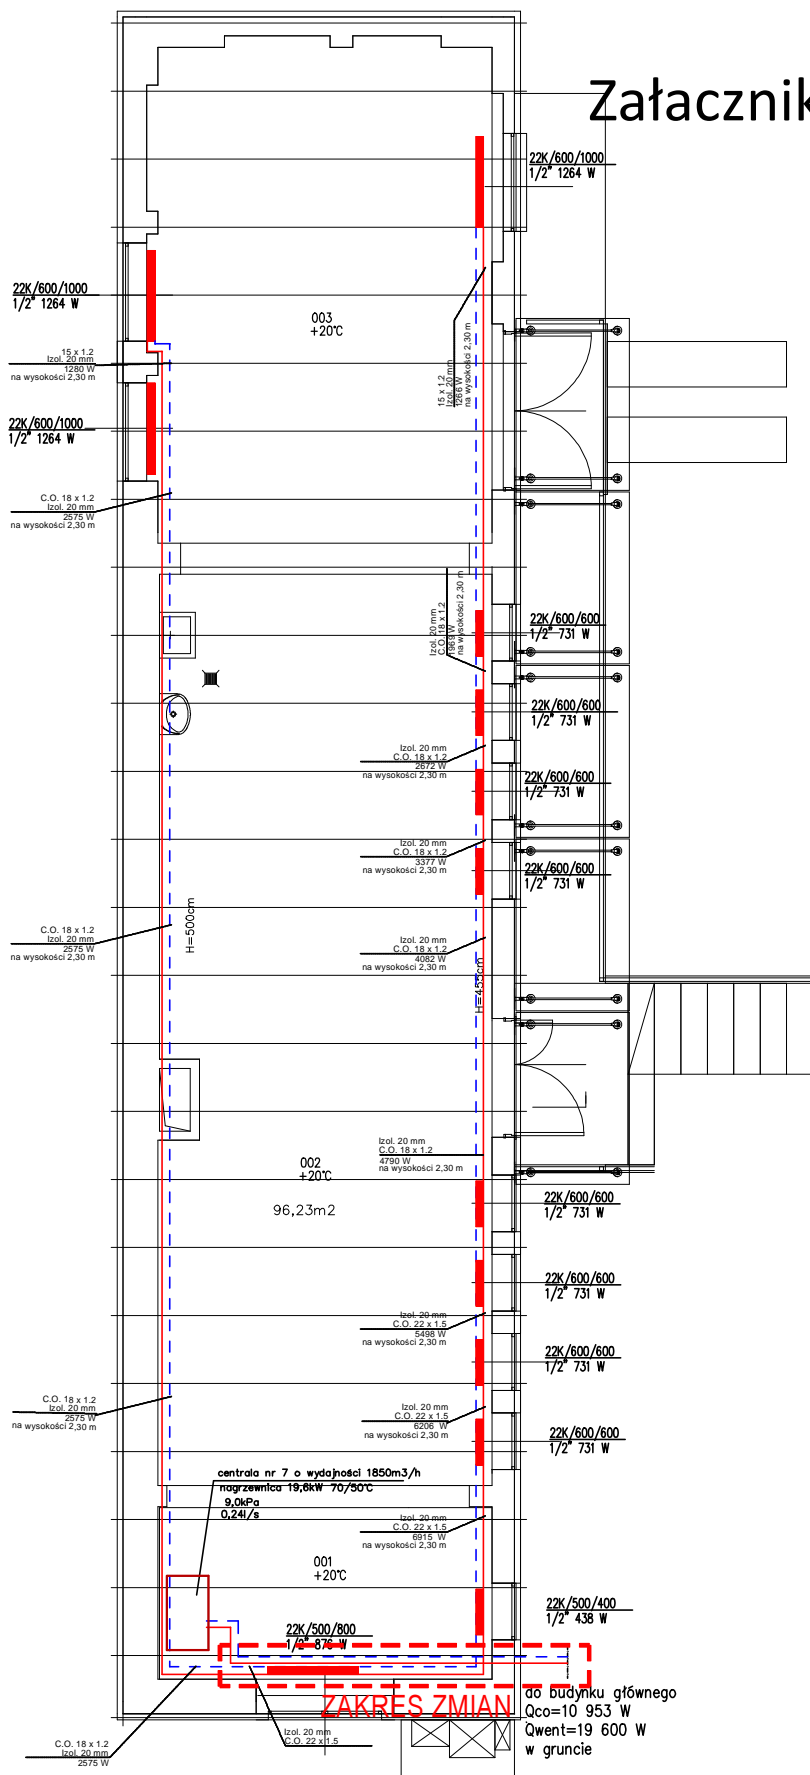 Załacznik
22K/600/1000
1/2" 1264 W
22K/600/1000
1/2" 1264 W
003
+20°C
15 x 1.2
Izol. 20 mm
1280 W
na wysokości 2,30 m
15 x 1.2
Izol. 20 mm
1266 W
na wysokości 2,30 m
22K/600/1000
1/2" 1264 W
C.O. 18 x 1.2
Izol. 20 mm
2575 W
na wysokości 2,30 m
Izol. 20 mm
C.O. 18 x 1.2
1969 W
na wysokości 2,30 m
22K/600/600
1/2" 731 W
22K/600/600
1/2" 731 W
Izol. 20 mm
C.O. 18 x 1.2
2672 W
na wysokości 2,30 m
22K/600/600
1/2" 731 W
Izol. 20 mm
C.O. 18 x 1.2
3377 W
na wysokości 2,30 m
22K/600/600
1/2" 731 W
C.O. 18 x 1.2
Izol. 20 mm
2575 W
na wysokości 2,30 m
H=500cm
Izol. 20 mm
C.O. 18 x 1.2
4082 W
na wysokości 2,30 m
H=455cm
Izol. 20 mm
C.O. 18 x 1.2
4790 W
na wysokości 2,30 m
002
+20°C
96,23m2
22K/600/600
1/2" 731 W
22K/600/600
1/2" 731 W
Izol. 20 mm
C.O. 22 x 1.5
5498 W
na wysokości 2,30 m
22K/600/600
1/2" 731 W
C.O. 18 x 1.2
Izol. 20 mm
2575 W
na wysokości 2,30 m
Izol. 20 mm
C.O. 22 x 1.5
6206 W
na wysokości 2,30 m
22K/600/600
1/2" 731 W
centrala nr 7 o wydajności 1850m3/h
nagrzewnica 19,6kW 70/50°C
9,0kPa
0,24l/s
Izol. 20 mm
C.O. 22 x 1.5
6915 W
na wysokości 2,30 m
001
+20°C
22K/500/400
1/2" 438 W
22K/500/800
1/2" 876 W
ZAKRES ZMIAN
do budynku głównego
Qco=10 953 W
Qwent=19 600 W
w gruncie
Izol. 20 mm
C.O. 22 x 1.5
C.O. 18 x 1.2
Izol. 20 mm
2575 W